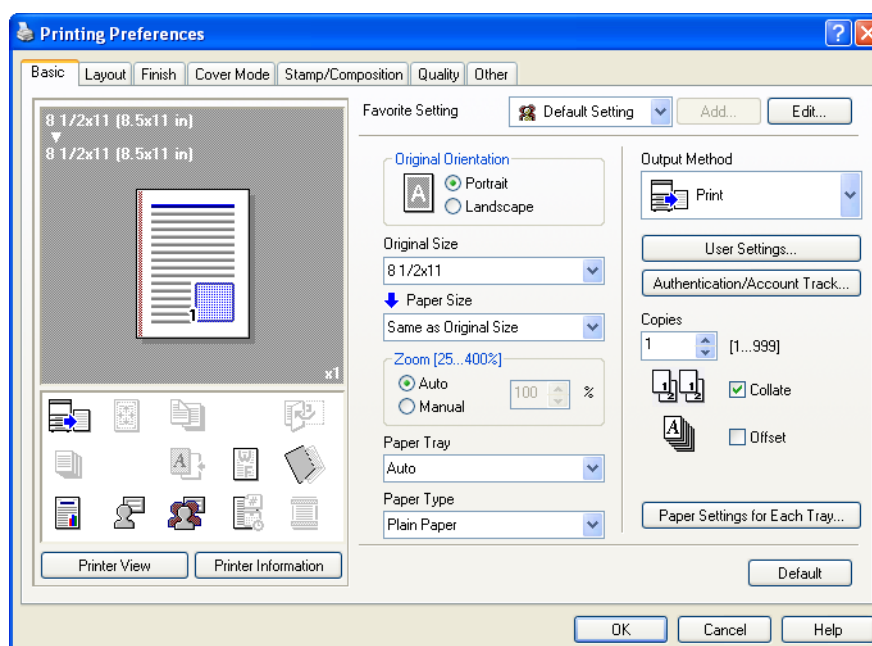 Printing Preferences
Basic Layout Finish Cover Mode Stamp/Composition Quality Other
8 1/2x11 (8.5x11 in)
8 1/2x11 (8.5x11 in)
1
x1
Printer View Printer Information
Favorite Setting Default Setting Add... Edit...
Original Orientation
A
Portrait
Landscape
Original Size
8 1/2x11
Paper Size
Same as Original Size
Zoom [25...400%]
Auto
Manual
100 %
Paper Tray
Auto
Paper Type
Plain Paper
Output Method
Print
User Settings...
Authentication/Account Track...
Copies
1 [1...999]
Collate
Offset
Paper Settings for Each Tray...
Default
OK Cancel Help